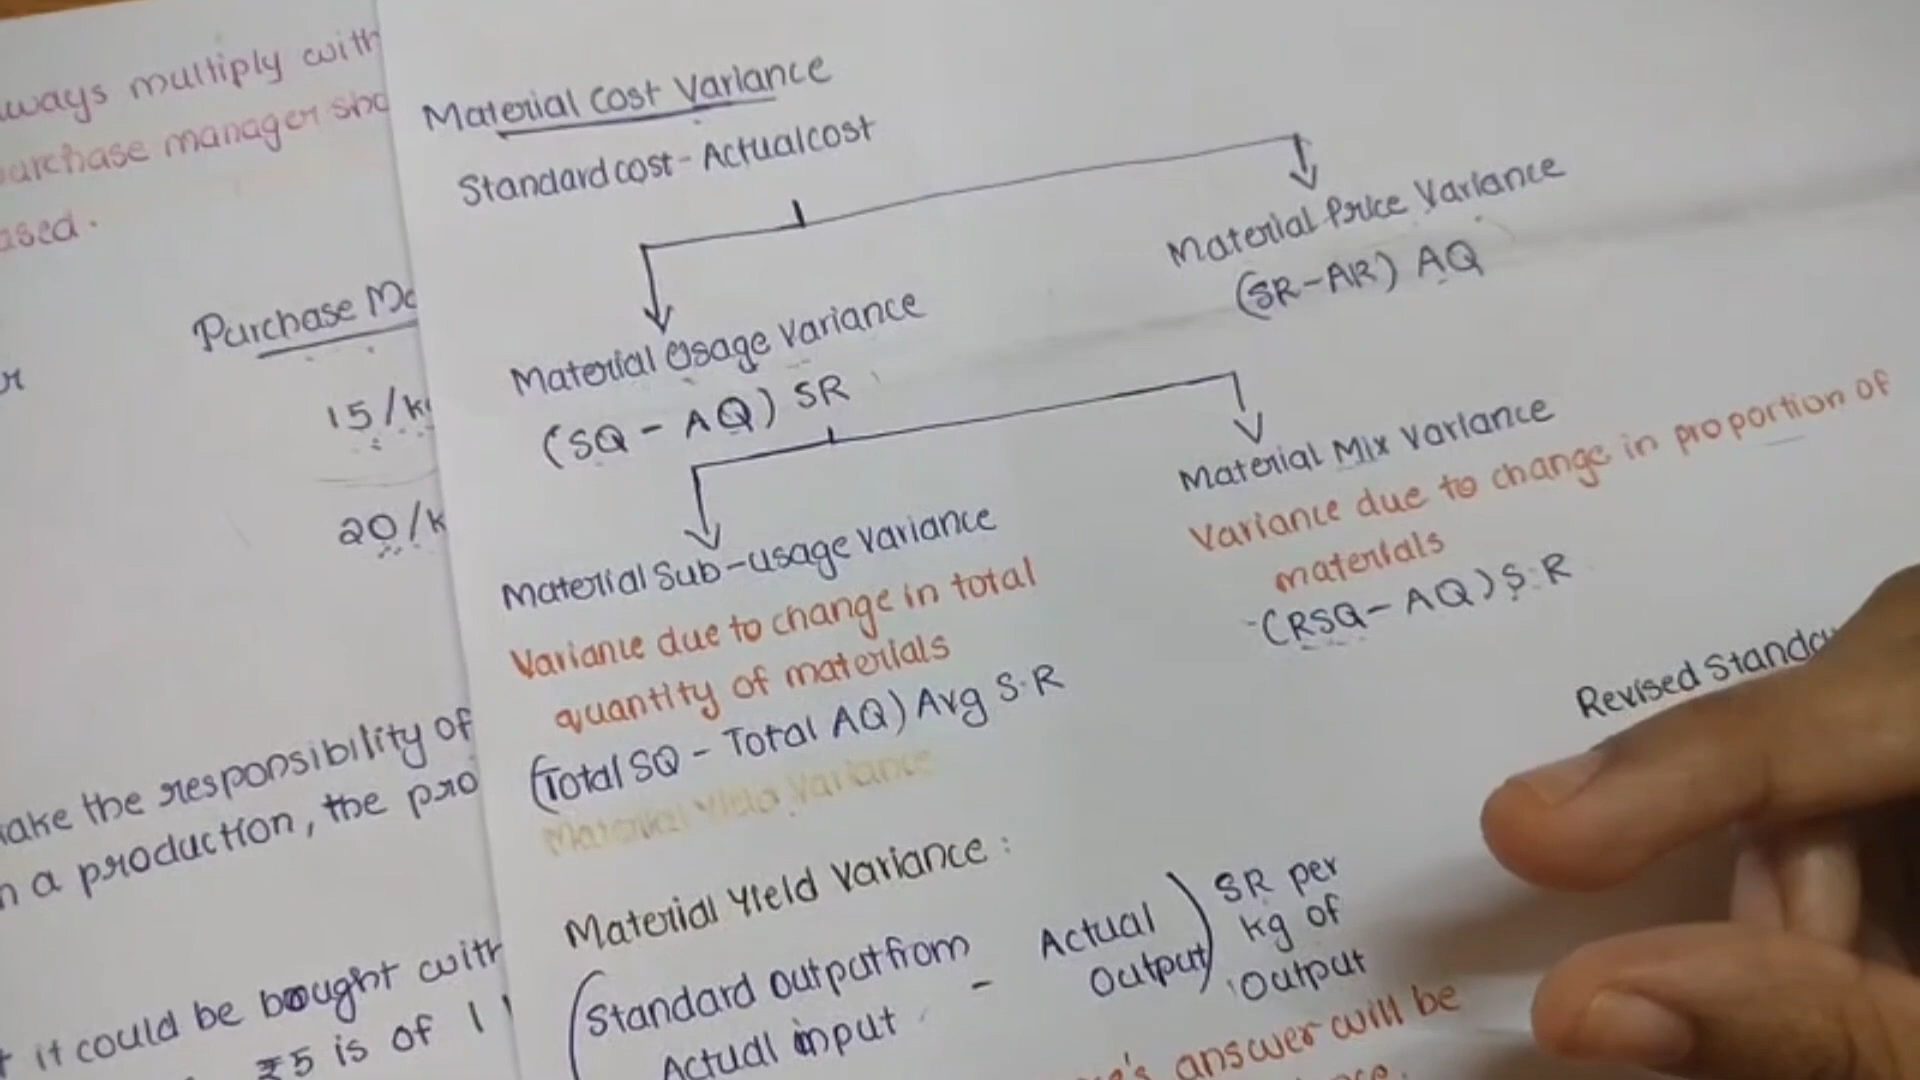 ways multiply with
purchase manager sho
ased.
Purchase Ma
15/k
20/k
take the responsibility of
n a production, the pro
it could be bought with
₹5 is of 1
Material Cost Variance
Standard cost - Actual cost
Material Usage Variance
(SQ - AQ) SR
Material Price Variance
(SR-AR) AQ
Material Sub-usage Variance
Variance due to change in total
quantity of materials
(Total SQ - Total AQ) Avg S.R
Material Mix Variance
Variance due to change in proportion of
materials
(RSQ - AQ) S.R
Revised Standa
Material Yield Variance
Material Yield Variance :
(Standard output from
Actual input
- Actual
Output)
SR per
kg of
output
's answer will be